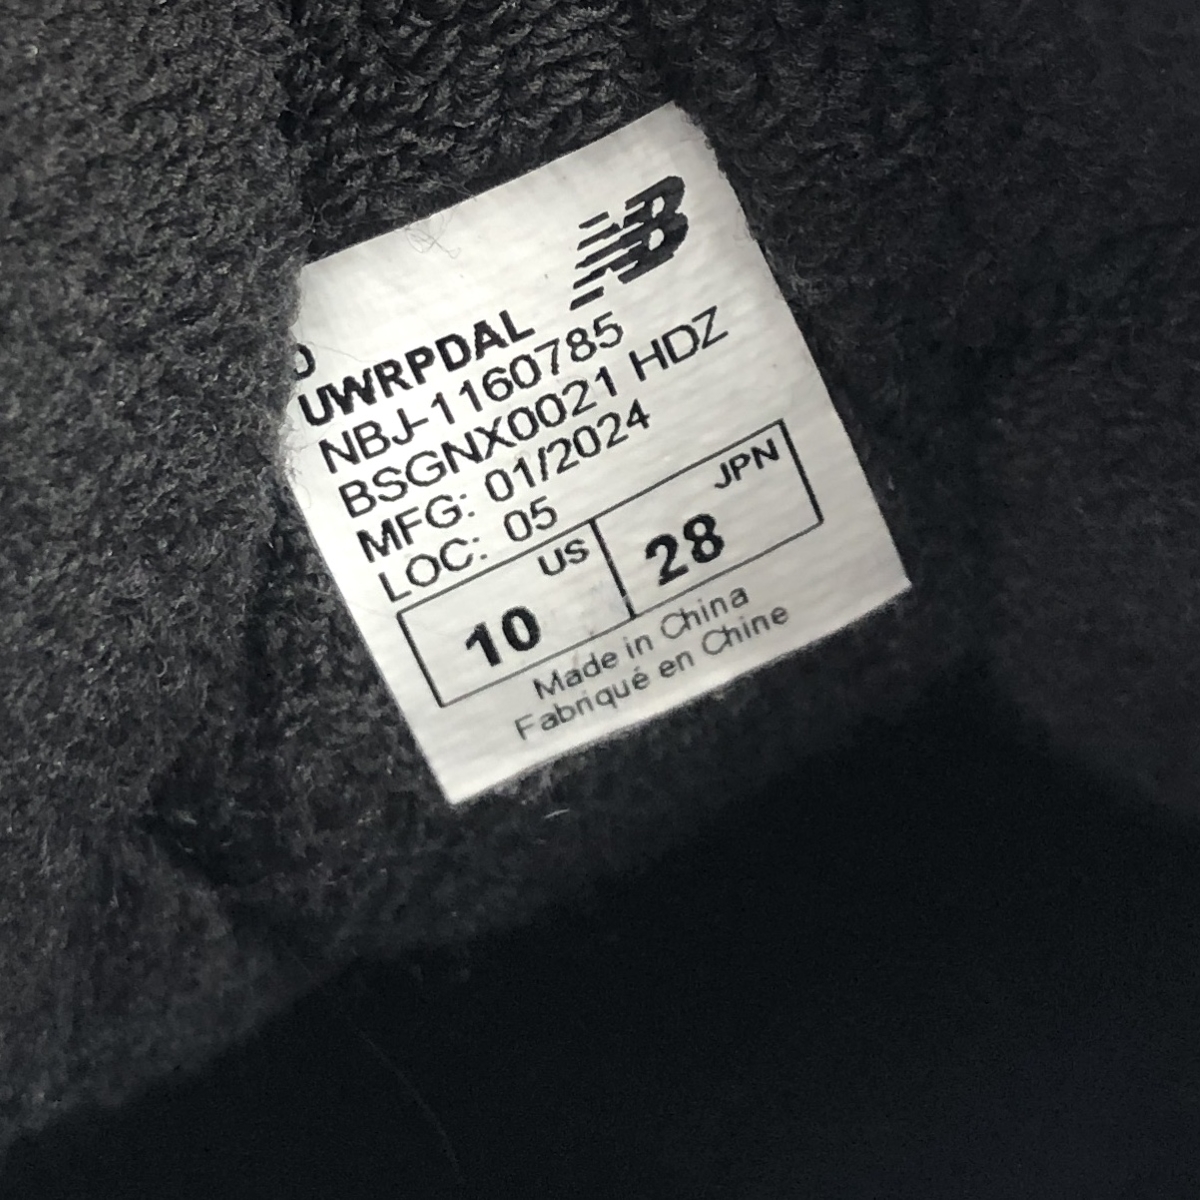 NB
UWRPDAL
NBJ-1160785
BSGNX0021 HDZ
MFG: 01/2024
LOC: 05
US
10
JPN
28
Made in China
Fabriqué en Chine